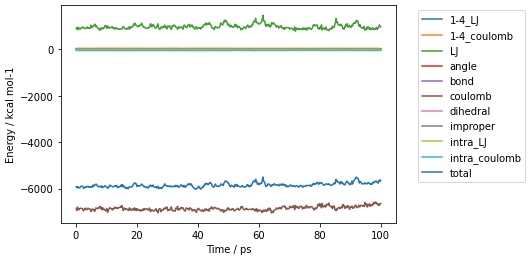 0
−2000
−4000
−6000
Energy / kcal mol-1
0
20
40
60
80
100
Time / ps
1-4_LJ
1-4_coulomb
LJ
angle
bond
coulomb
dihedral
improper
intra_LJ
intra_coulomb
total